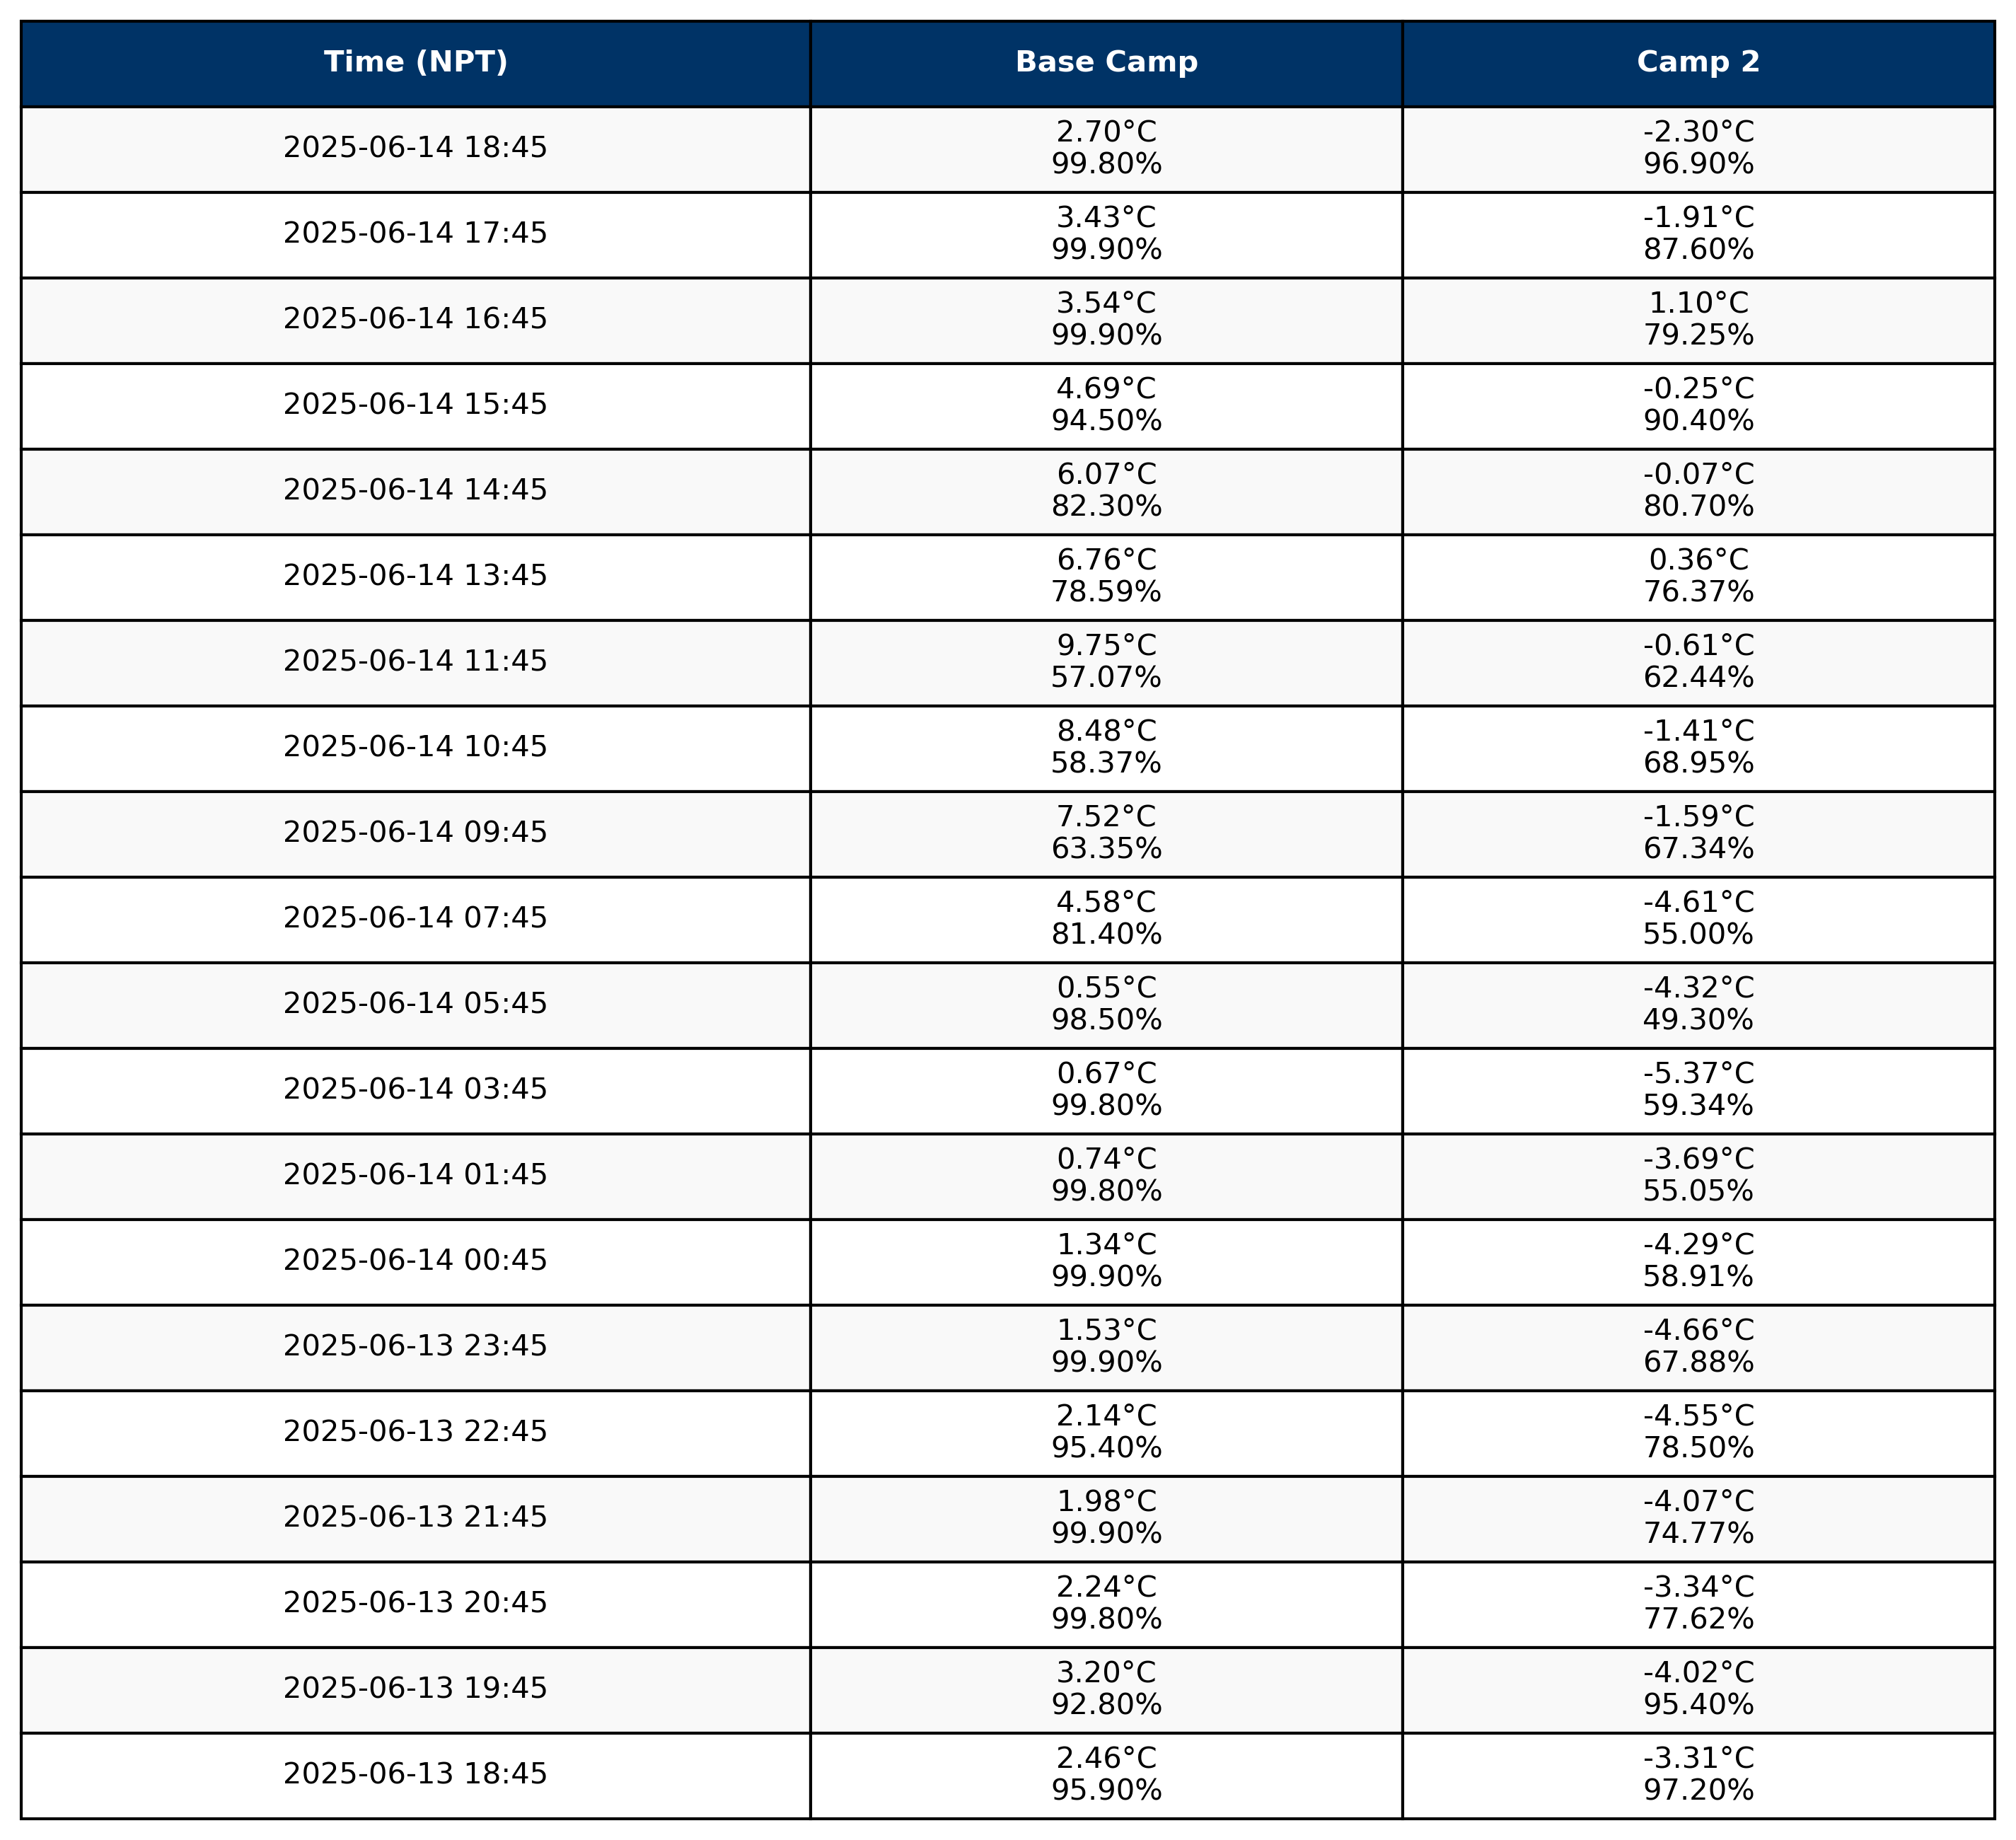 Time (NPT) Base Camp Camp 2
2025-06-14 18:45 2.70°C -2.30°C
99.80% 96.90%
2025-06-14 17:45 3.43°C -1.91°C
99.90% 87.60%
2025-06-14 16:45 3.54°C 1.10°C
99.90% 79.25%
2025-06-14 15:45 4.69°C -0.25°C
94.50% 90.40%
2025-06-14 14:45 6.07°C -0.07°C
82.30% 80.70%
2025-06-14 13:45 6.76°C 0.36°C
78.59% 76.37%
2025-06-14 11:45 9.75°C -0.61°C
57.07% 62.44%
2025-06-14 10:45 8.48°C -1.41°C
58.37% 68.95%
2025-06-14 09:45 7.52°C -1.59°C
63.35% 67.34%
2025-06-14 07:45 4.58°C -4.61°C
81.40% 55.00%
2025-06-14 05:45 0.55°C -4.32°C
98.50% 49.30%
2025-06-14 03:45 0.67°C -5.37°C
99.80% 59.34%
2025-06-14 01:45 0.74°C -3.69°C
99.80% 55.05%
2025-06-14 00:45 1.34°C -4.29°C
99.90% 58.91%
2025-06-13 23:45 1.53°C -4.66°C
99.90% 67.88%
2025-06-13 22:45 2.14°C -4.55°C
95.40% 78.50%
2025-06-13 21:45 1.98°C -4.07°C
99.90% 74.77%
2025-06-13 20:45 2.24°C -3.34°C
99.80% 77.62%
2025-06-13 19:45 3.20°C -4.02°C
92.80% 95.40%
2025-06-13 18:45 2.46°C -3.31°C
95.90% 97.20%